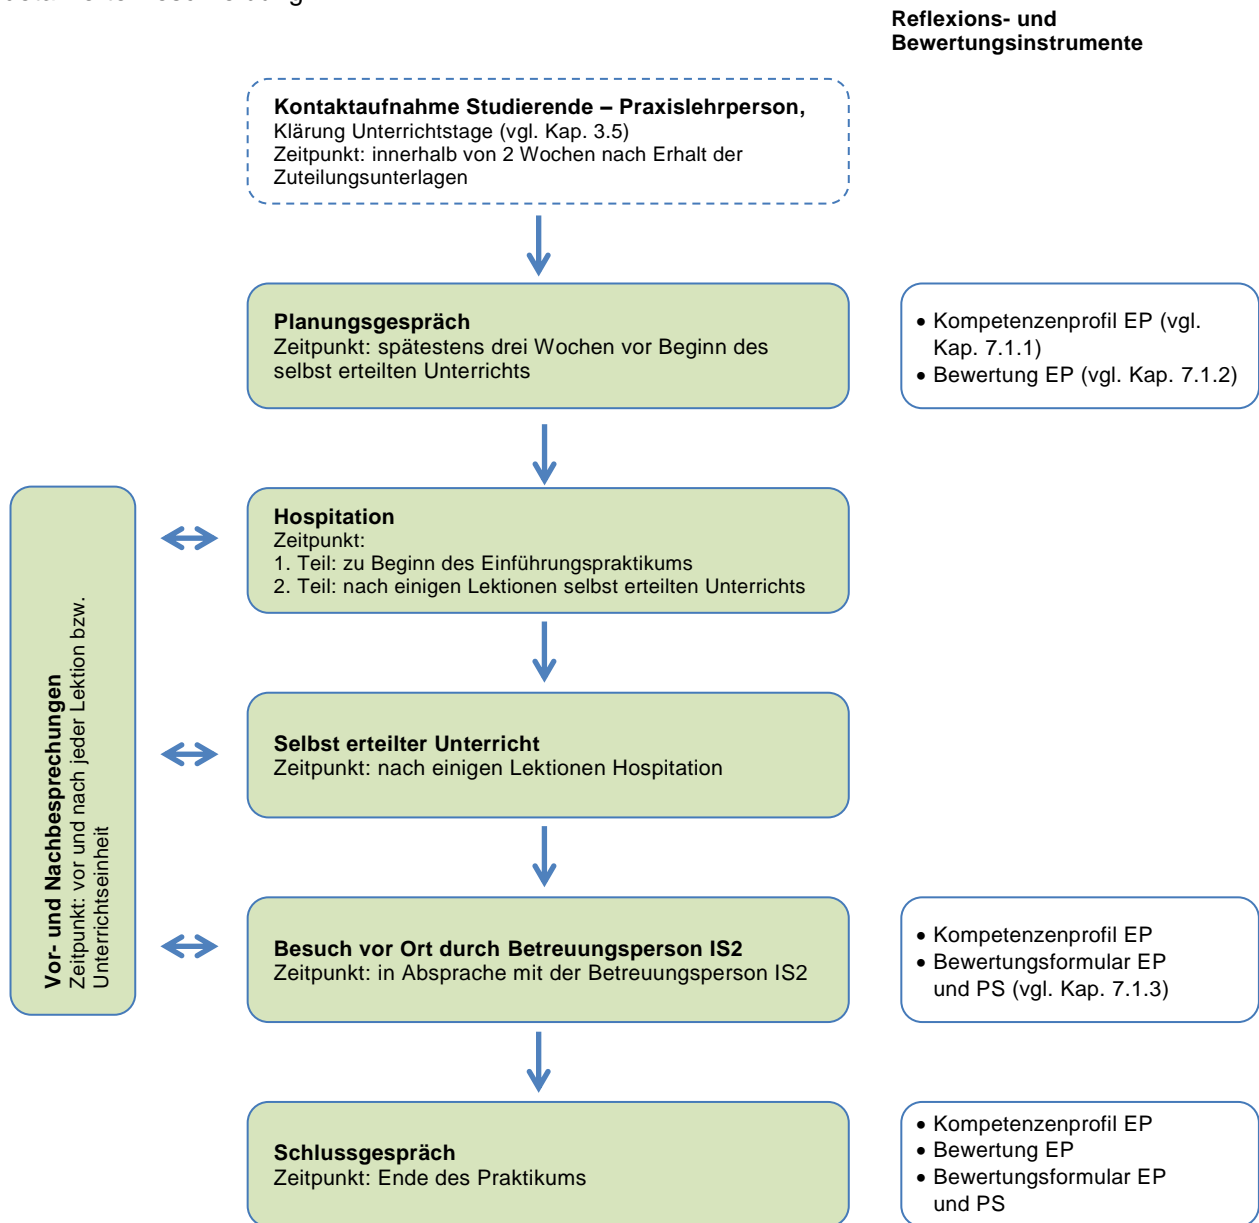 Reflexions- und
Bewertungsinstrumente
Kontaktaufnahme Studierende – Praxislehrperson,
Klärung Unterrichtstage (vgl. Kap. 3.5)
Zeitpunkt: innerhalb von 2 Wochen nach Erhalt der
Zuteilungsunterlagen
Planungsgespräch
Zeitpunkt: spätestens drei Wochen vor Beginn des
selbst erteilten Unterrichts
• Kompetenzenprofil EP (vgl.
Kap. 7.1.1)
• Bewertung EP (vgl. Kap. 7.1.2)
Vor- und Nachbesprechungen
Zeitpunkt: vor und nach jeder Lektion bzw.
Unterrichtseinheit
Hospitation
Zeitpunkt:
1. Teil: zu Beginn des Einführungspraktikums
2. Teil: nach einigen Lektionen selbst erteilten Unterrichts
Selbst erteilter Unterricht
Zeitpunkt: nach einigen Lektionen Hospitation
Besuch vor Ort durch Betreuungsperson IS2
Zeitpunkt: in Absprache mit der Betreuungsperson IS2
• Kompetenzenprofil EP
• Bewertungsformular EP
und PS (vgl. Kap. 7.1.3)
Schlussgespräch
Zeitpunkt: Ende des Praktikums
• Kompetenzenprofil EP
• Bewertung EP
• Bewertungsformular EP
und PS